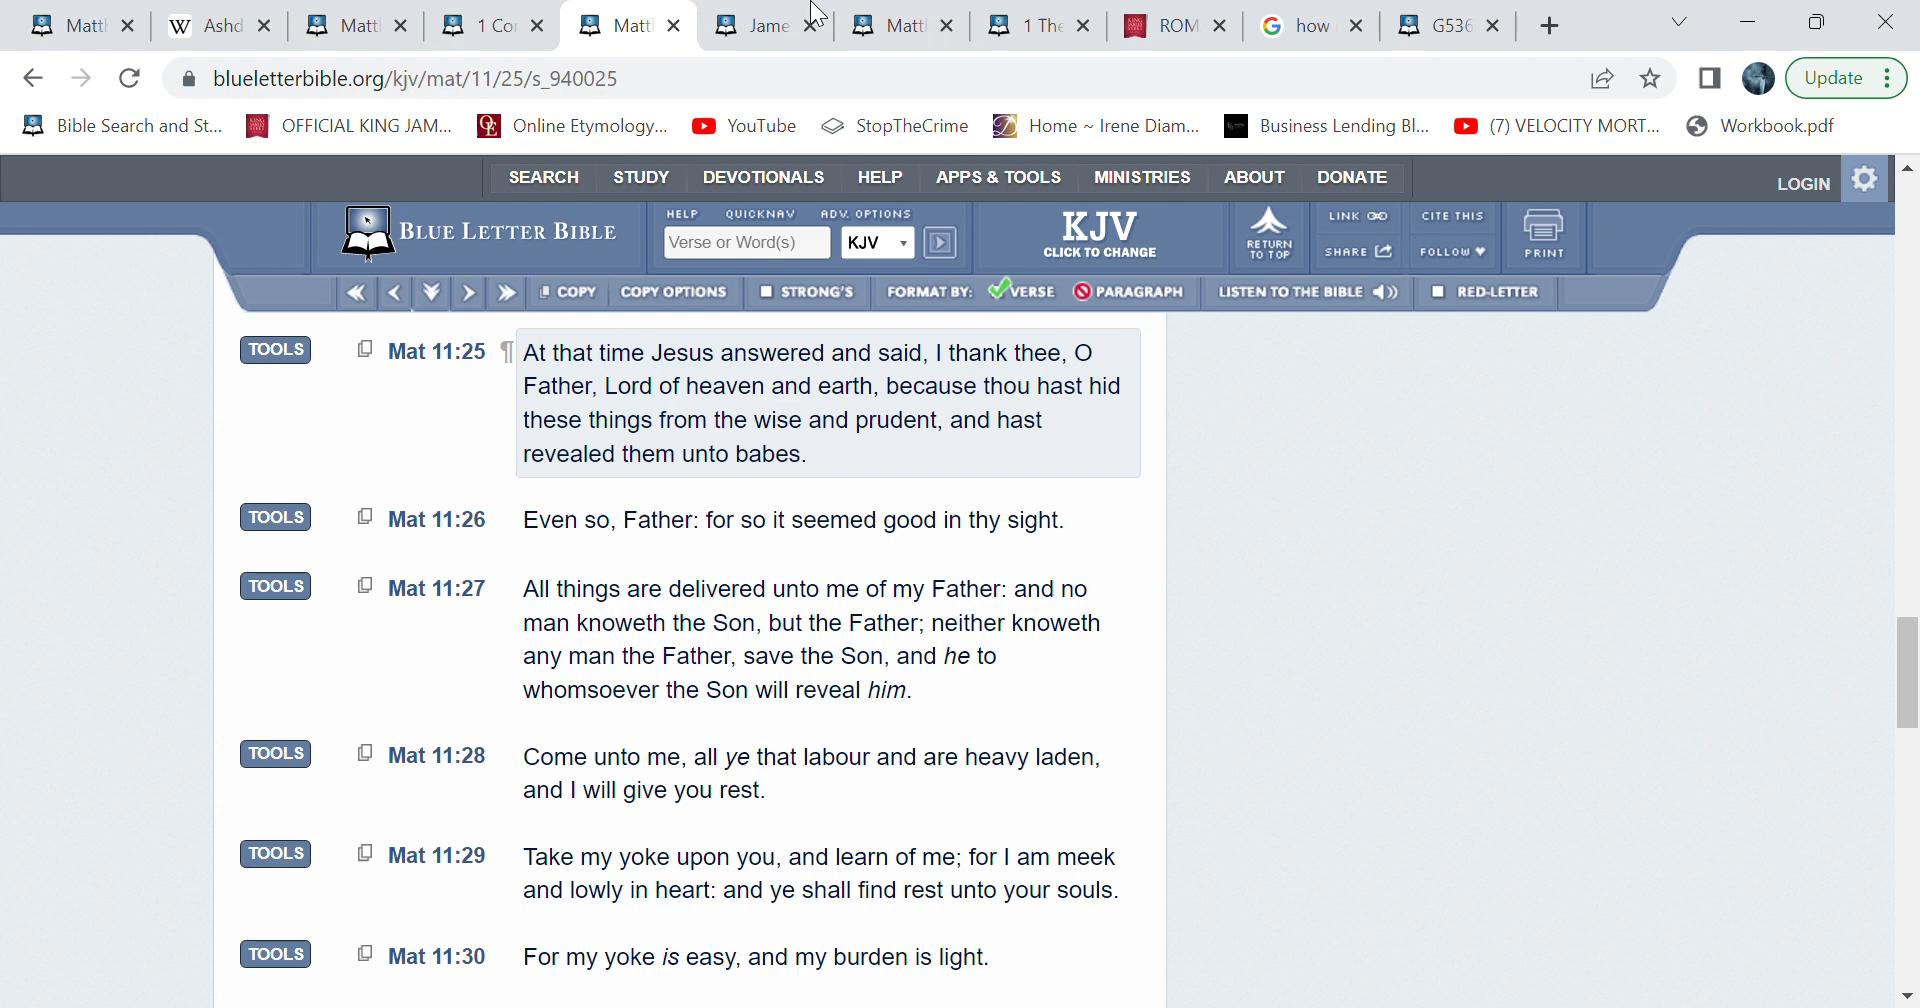 Matt Ashd Matt 1 Cor Matt Jame Matt 1 The ROM how G536
blueletterbible.org/kjv/mat/11/25/s_940025 Update
Bible Search and St... OFFICIAL KING JAM... Online Etymology... YouTube StopTheCrime Home ~ Irene Diam... Business Lending Bl... (7) VELOCITY MORT... Workbook.pdf
SEARCH STUDY DEVOTIONALS HELP APPS & TOOLS MINISTRIES ABOUT DONATE LOGIN
HELP QUICKNAV ADV. OPTIONS
BLUE LETTER BIBLE Verse or Word(s) KJV
KJV
CLICK TO CHANGE
RETURN
TO TOP
LINK CITE THIS
SHARE FOLLOW PRINT
COPY COPY OPTIONS STRONG'S FORMAT BY: VERSE PARAGRAPH LISTEN TO THE BIBLE RED-LETTER
TOOLS Mat 11:25 ¶ At that time Jesus answered and said, I thank thee, O
Father, Lord of heaven and earth, because thou hast hid
these things from the wise and prudent, and hast
revealed them unto babes.
TOOLS Mat 11:26 Even so, Father: for so it seemed good in thy sight.
TOOLS Mat 11:27 All things are delivered unto me of my Father: and no
man knoweth the Son, but the Father; neither knoweth
any man the Father, save the Son, and he to
whomsoever the Son will reveal him.
TOOLS Mat 11:28 Come unto me, all ye that labour and are heavy laden,
and I will give you rest.
TOOLS Mat 11:29 Take my yoke upon you, and learn of me; for I am meek
and lowly in heart: and ye shall find rest unto your souls.
TOOLS Mat 11:30 For my yoke is easy, and my burden is light.